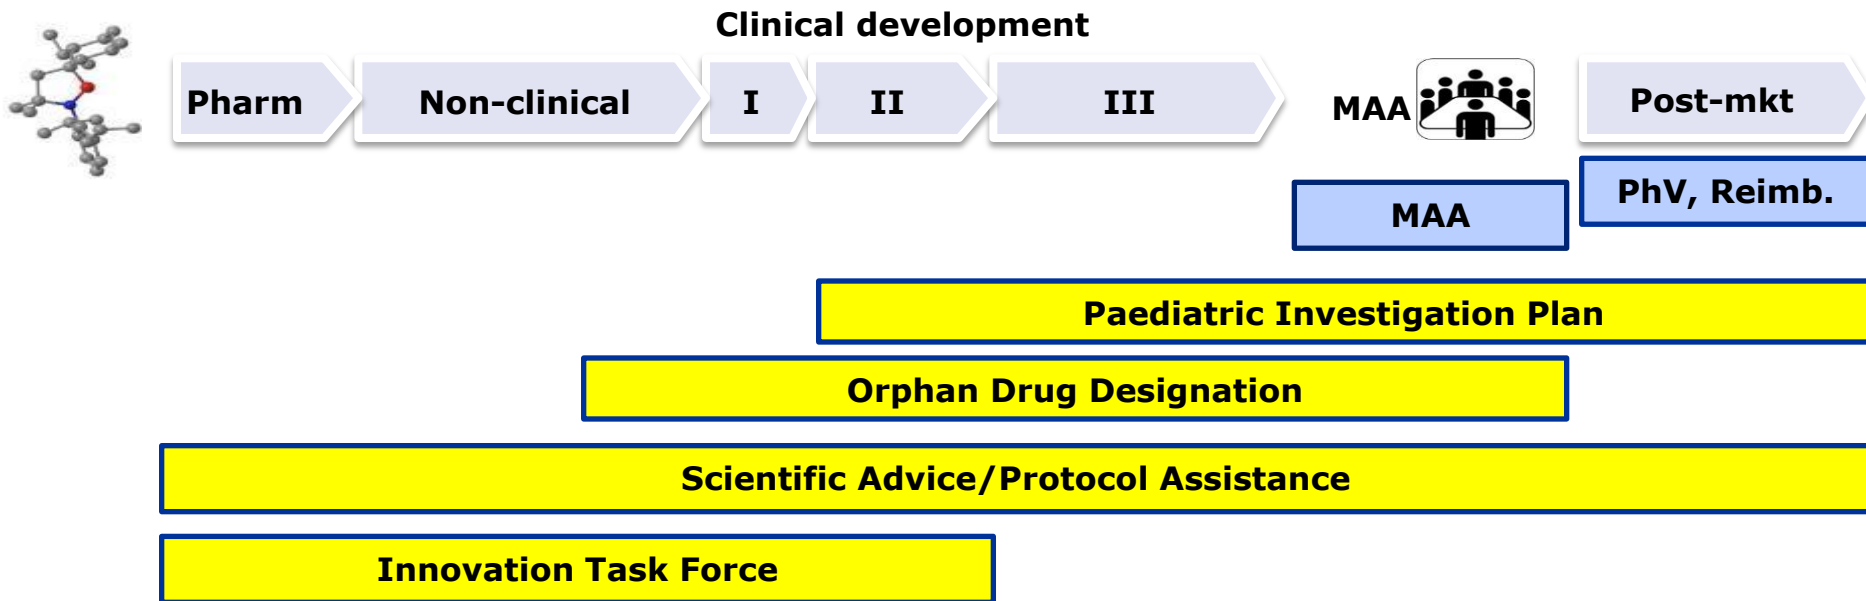 Clinical development
Pharm
Non-clinical
I
II
III
MAA
Post-mkt
PhV, Reimb.
MAA
Paediatric Investigation Plan
Orphan Drug Designation
Scientific Advice/Protocol Assistance
Innovation Task Force